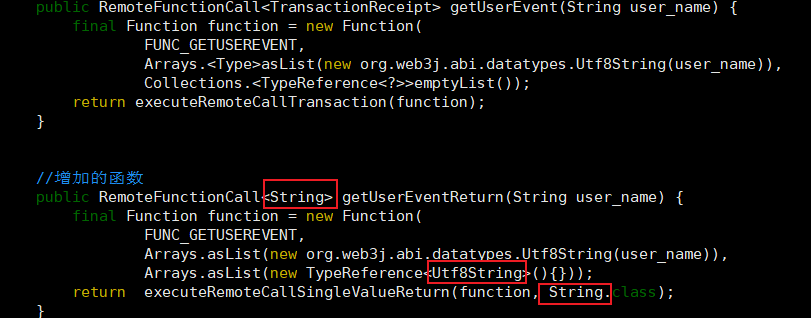 public RemoteFunctionCall<TransactionReceipt> getUserEvent(String user_name) {
final Function function = new Function(
FUNC_GETUSEREVENT,
Arrays.<Type>asList(new org.web3j.abi.datatypes.Utf8String(user_name)),
Collections.<TypeReference<?>>emptyList());
return executeRemoteCallTransaction(function);
}
//增加的函数
public RemoteFunctionCall<String> getUserEventReturn(String user_name) {
final Function function = new Function(
FUNC_GETUSEREVENT,
Arrays.asList(new org.web3j.abi.datatypes.Utf8String(user_name)),
Arrays.asList(new TypeReference<Utf8String>(){}));
return  executeRemoteCallSingleValueReturn(function, String.class);
}